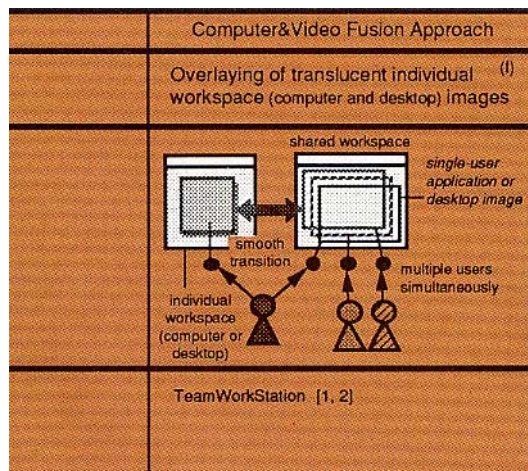 Computer&Video Fusion Approach
Overlaying of translucent individual (f)
workspace (computer and desktop) images
shared workspace
single-user
application or
desktop image
smooth
transition
multiple users
simultaneously
individual
workspace
(computer or
desktop)
TeamWorkStation [1, 2]